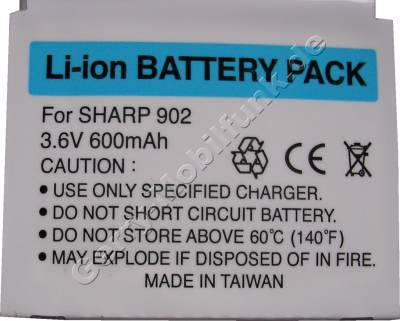 Li-ion BATTERY PACK
For SHARP 902
3.6V 600mAh
CAUTION :
• USE ONLY SPECIFIED CHARGER.
• DO NOT SHORT CIRCUIT BATTERY.
• DO NOT STORE ABOVE 60℃ (140℉)
• MAY EXPLODE IF DISPOSED IN FIRE.
MADE IN TAIWAN